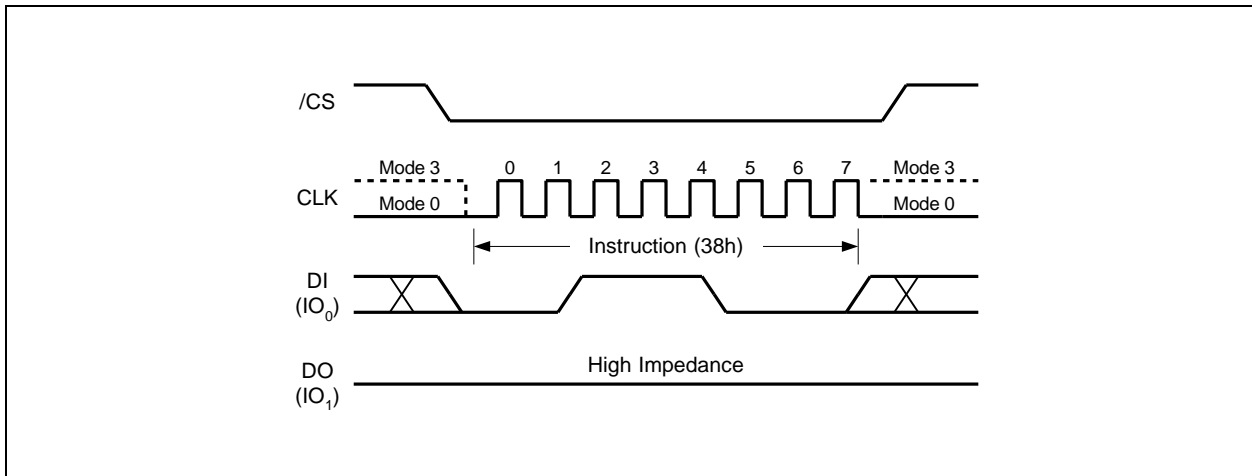 /CS
Mode 3 0 1 2 3 4 5 6 7 Mode 3
CLK
Mode 0 Mode 0
Instruction (38h)
DI
(IO0)
High Impedance
DO
(IO1)